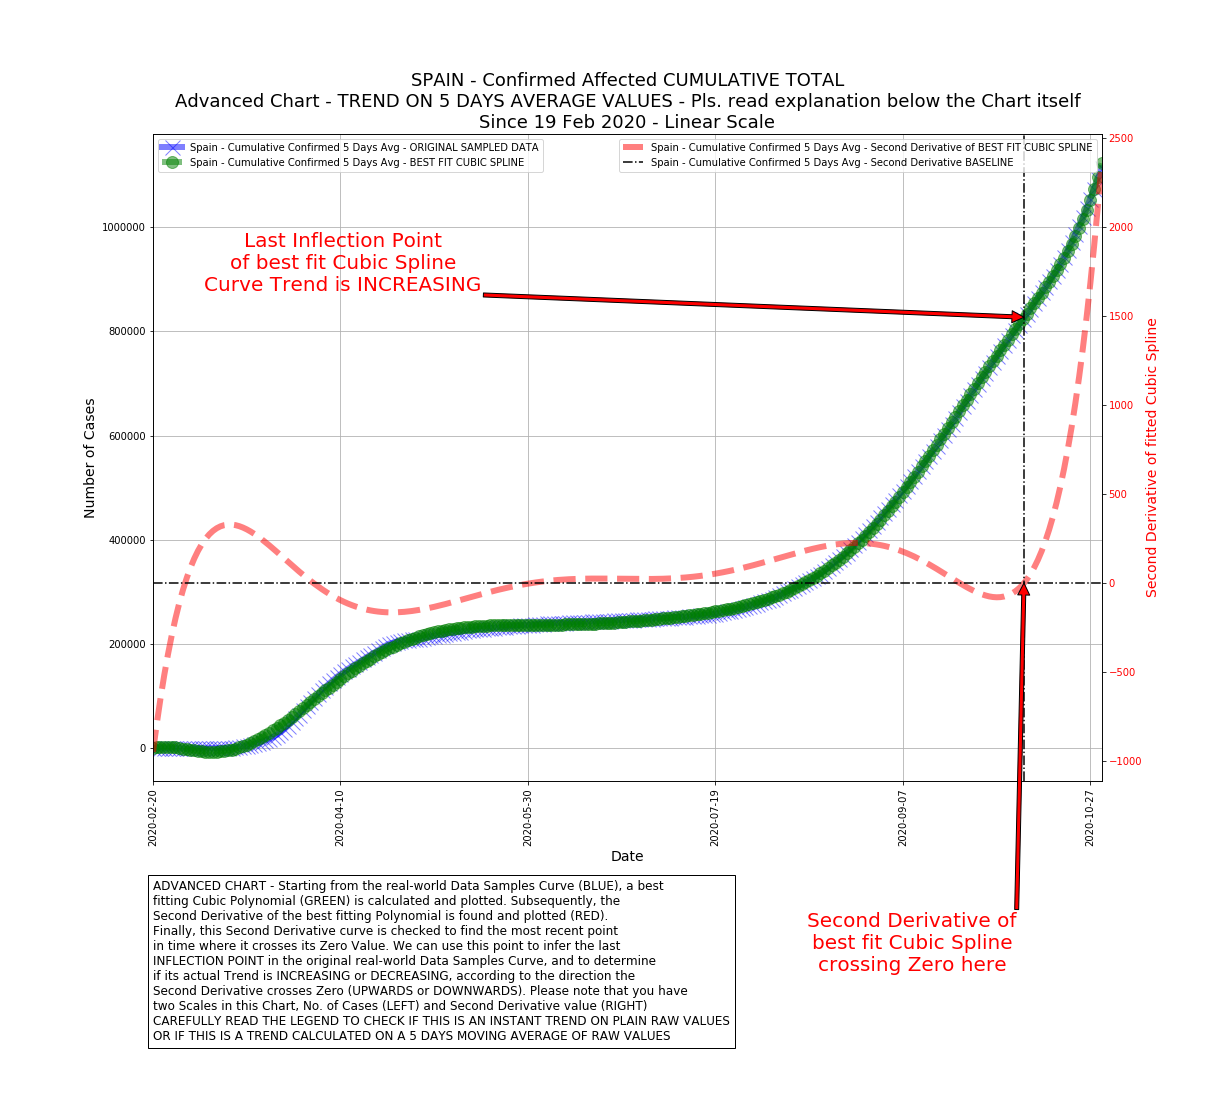 SPAIN - Confirmed Affected CUMULATIVE TOTAL
Advanced Chart - TREND ON 5 DAYS AVERAGE VALUES - Pls. read explanation below the Chart itself
Since 19 Feb 2020 - Linear Scale
Spain - Cumulative Confirmed 5 Days Avg - ORIGINAL SAMPLED DATA
Spain - Cumulative Confirmed 5 Days Avg - BEST FIT CUBIC SPLINE
Spain - Cumulative Confirmed 5 Days Avg - Second Derivative of BEST FIT CUBIC SPLINE
Spain - Cumulative Confirmed 5 Days Avg - Second Derivative BASELINE
Last Inflection Point
of best fit Cubic Spline
Curve Trend is INCREASING
Number of Cases
1000000
800000
600000
400000
200000
0
2500
2000
1500
1000
500
0
−500
−1000
Second Derivative of fitted Cubic Spline
2020-02-20
2020-04-10
2020-05-30
2020-07-19
2020-09-07
2020-10-27
Date
ADVANCED CHART - Starting from the real-world Data Samples Curve (BLUE), a best
fitting Cubic Polynomial (GREEN) is calculated and plotted. Subsequently, the
Second Derivative of the best fitting Polynomial is found and plotted (RED).
Finally, this Second Derivative curve is checked to find the most recent point
in time where it crosses its Zero Value. We can use this point to infer the last
INFLECTION POINT in the original real-world Data Samples Curve, and to determine
if its actual Trend is INCREASING or DECREASING, according to the direction the
Second Derivative crosses Zero (UPWARDS or DOWNWARDS). Please note that you have
two Scales in this Chart, No. of Cases (LEFT) and Second Derivative value (RIGHT)
CAREFULLY READ THE LEGEND TO CHECK IF THIS IS AN INSTANT TREND ON PLAIN RAW VALUES
OR IF THIS IS A TREND CALCULATED ON A 5 DAYS MOVING AVERAGE OF RAW VALUES
Second Derivative of
best fit Cubic Spline
crossing Zero here